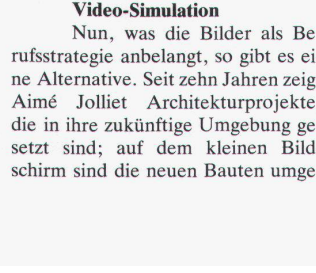 Video-Simulation
Nun, was die Bilder als Be
rufsstrategie anbelangt, so gibt es ei
ne Alternative. Seit zehn Jahren zeig
Aimé Jolliet Architekturprojekte
die in ihre zukünftige Umgebung ge
setzt sind; auf dem kleinen Bild
schirm sind die neuen Bauten umge